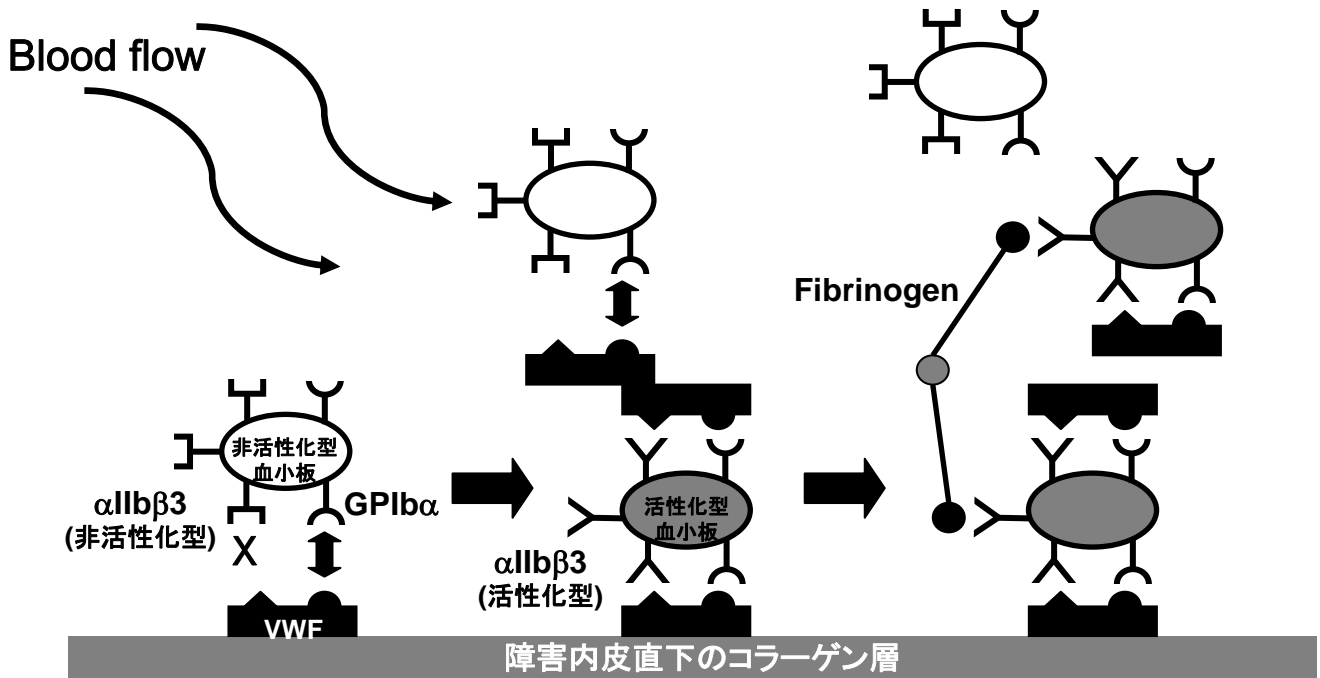 Blood flow
Fibrinogen
非活性化型
血小板
αIIbβ3
(非活性化型)
GPIbα
X
VWF
活性化型
血小板
αIIbβ3
(活性化型)
障害内皮直下のコラーゲン層